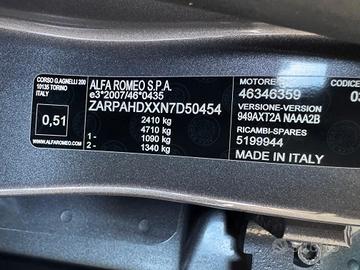 CORSO G.AGNELLI 200
10135 TORINO
ITALY
0,51
WWW.ALFAROMEO.COM
ALFA ROMEO S.P.A.
e3*2007/46*0435
ZARPAHDXXN7D50454
2410 kg
4710 kg
1- 1090 kg
2- 1340 kg
MOTORE
46346359
VERSIONE-VERSION
949AXT2A NAAA2B
RICAMBI-SPARES
5199944
MADE IN ITALY
CODICE